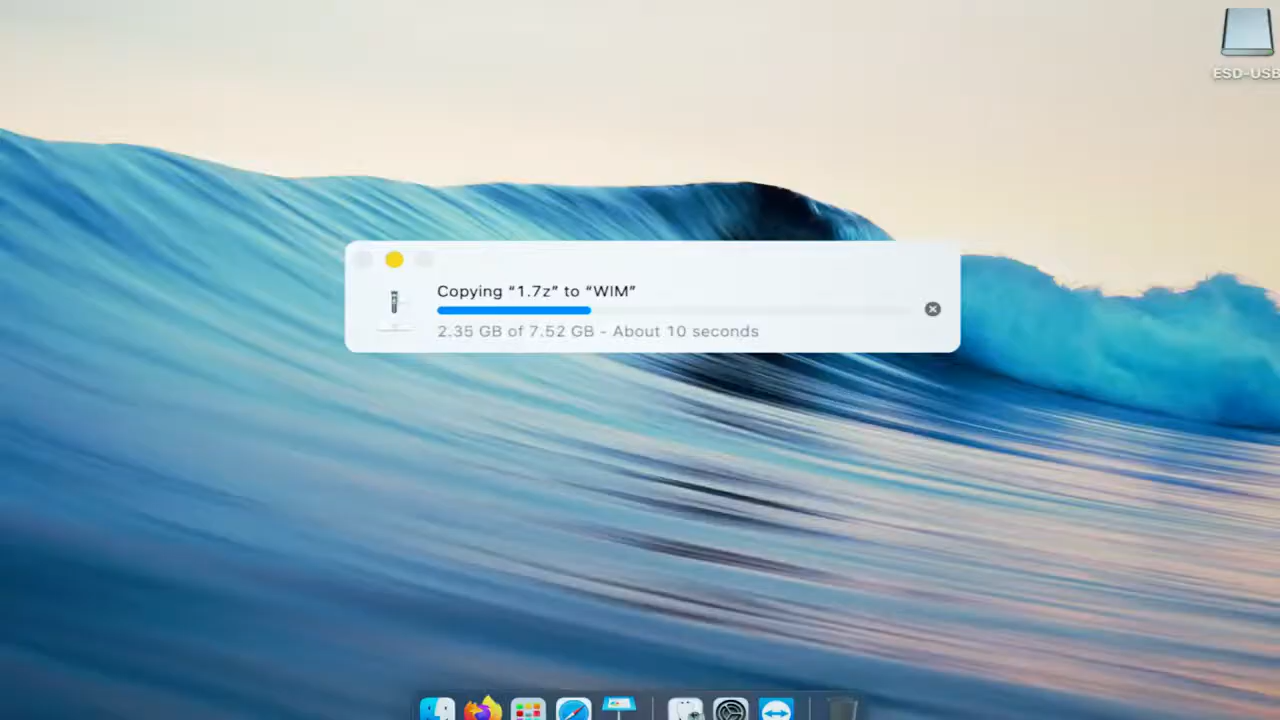 ESD-USB
Copying “1.7z” to “WIM”
2.35 GB of 7.52 GB - About 10 seconds